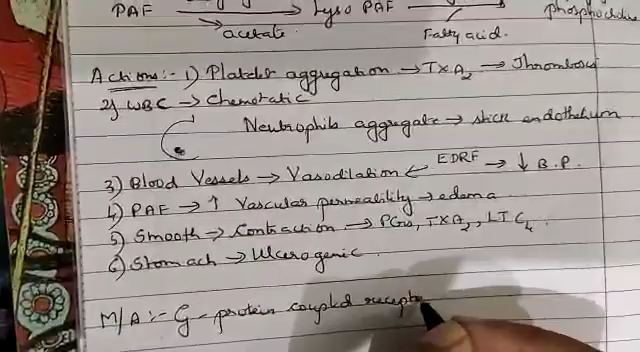 PAF → Lyso PAF phosphocholine
acetate Fatty acid.
Actions:- 1) Platelet aggregation → TXA2 → Thrombosis
2) WBC → Chemotatic
Neutrophils aggregate → stick endothelium
3) Blood Vessels → Vasodilation ← EDRF → ↓ B.P.
4) PAF → ↑ Vascular permeality → edema
5) Smooth → Contraction → PGs, TXA2, LTC4.
6) Stomach → Ulcerogenic.
M/A:- G-protein coupled recepto